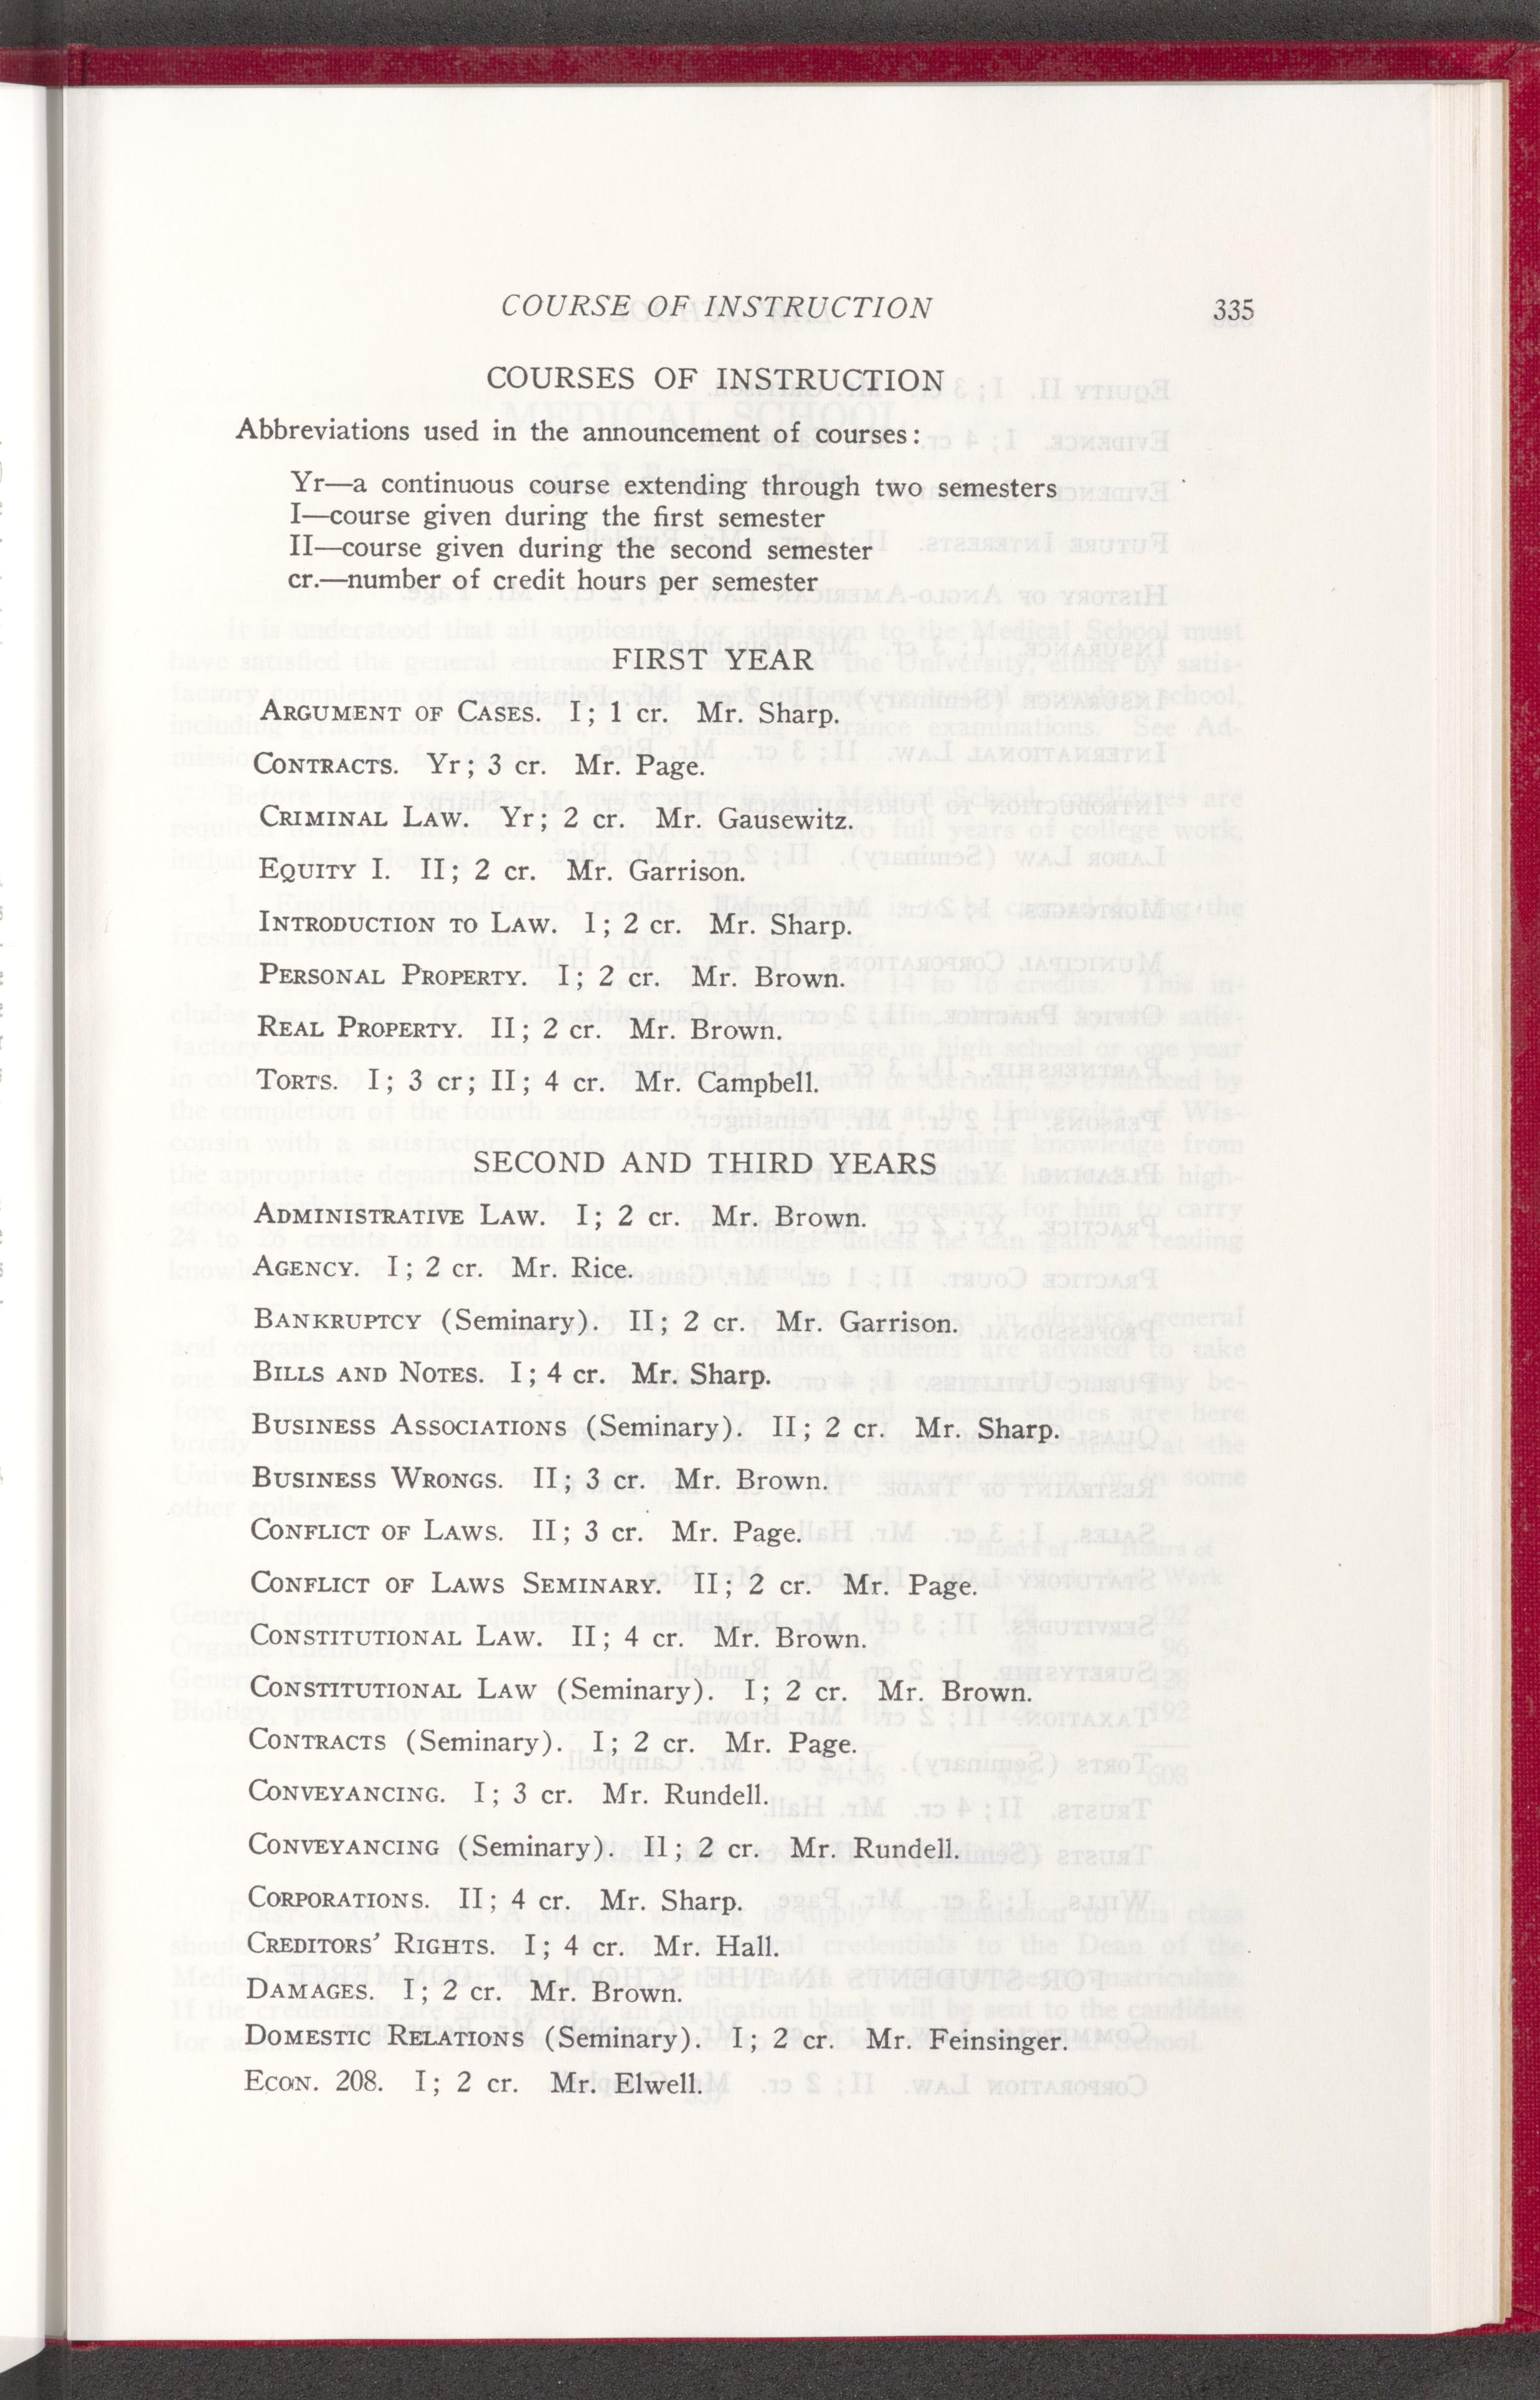 COURSE OF INSTRUCTION 335
COURSES OF INSTRUCTION
Abbreviations used in the announcement of courses:
Yr—a continuous course extending through two semesters
I—course given during the first semester
II—course given during the second semester
cr.—number of credit hours per semester
FIRST YEAR
ARGUMENT OF CASES. I; 1 cr. Mr. Sharp.
CONTRACTS. Yr; 3 cr. Mr. Page.
CRIMINAL LAW. Yr; 2 cr. Mr. Gausewitz.
EQUITY I. II; 2 cr. Mr. Garrison.
INTRODUCTION TO LAW. I; 2 cr. Mr. Sharp.
PERSONAL PROPERTY. I; 2 cr. Mr. Brown.
REAL PROPERTY. II; 2 cr. Mr. Brown.
TORTS. I; 3 cr; II; 4 cr. Mr. Campbell.
SECOND AND THIRD YEARS
ADMINISTRATIVE LAW. I; 2 cr. Mr. Brown.
AGENCY. I; 2 cr. Mr. Rice.
BANKRUPTCY (Seminary). II; 2 cr. Mr. Garrison.
BILLS AND NOTES. I; 4 cr. Mr. Sharp.
BUSINESS ASSOCIATIONS (Seminary). II; 2 cr. Mr. Sharp.
BUSINESS WRONGS. II; 3 cr. Mr. Brown.
CONFLICT OF LAWS. II; 3 cr. Mr. Page.
CONFLICT OF LAWS SEMINARY. II; 2 cr. Mr. Page.
CONSTITUTIONAL LAW. II; 4 cr. Mr. Brown.
CONSTITUTIONAL LAW (Seminary). I; 2 cr. Mr. Brown.
CONTRACTS (Seminary). I; 2 cr. Mr. Page.
CONVEYANCING. I; 3 cr. Mr. Rundell.
CONVEYANCING (Seminary). II; 2 cr. Mr. Rundell.
CORPORATIONS. II; 4 cr. Mr. Sharp.
CREDITORS' RIGHTS. I; 4 cr. Mr. Hall.
DAMAGES. I; 2 cr. Mr. Brown.
DOMESTIC RELATIONS (Seminary). I; 2 cr. Mr. Feinsinger.
ECON. 208. I; 2 cr. Mr. Elwell.